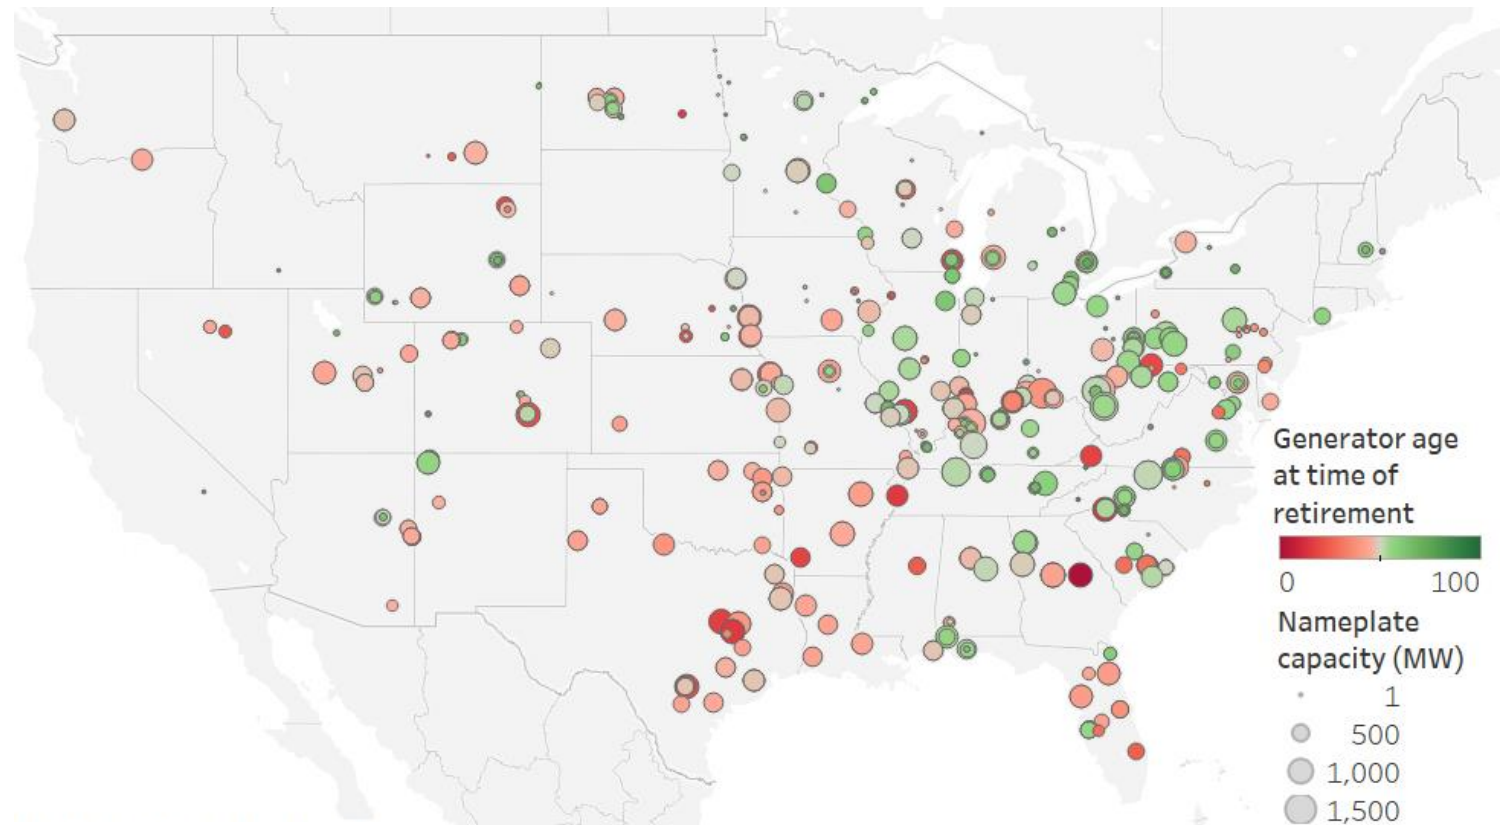 Generator age
at time of
retirement
0 100
Nameplate
capacity (MW)
1
500
1,000
1,500